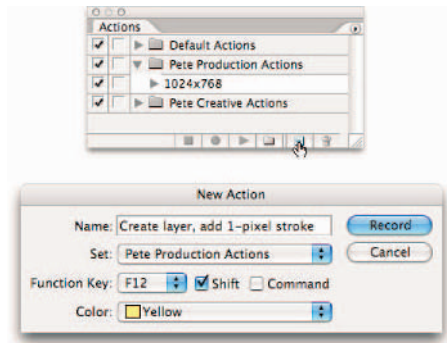 Actions
Default Actions
Pete Production Actions
1024x768
Pete Creative Actions
New Action
Name: Create layer, add 1-pixel stroke
Record
Set: Pete Production Actions
Cancel
Function Key: F12 Shift Command
Color: Yellow